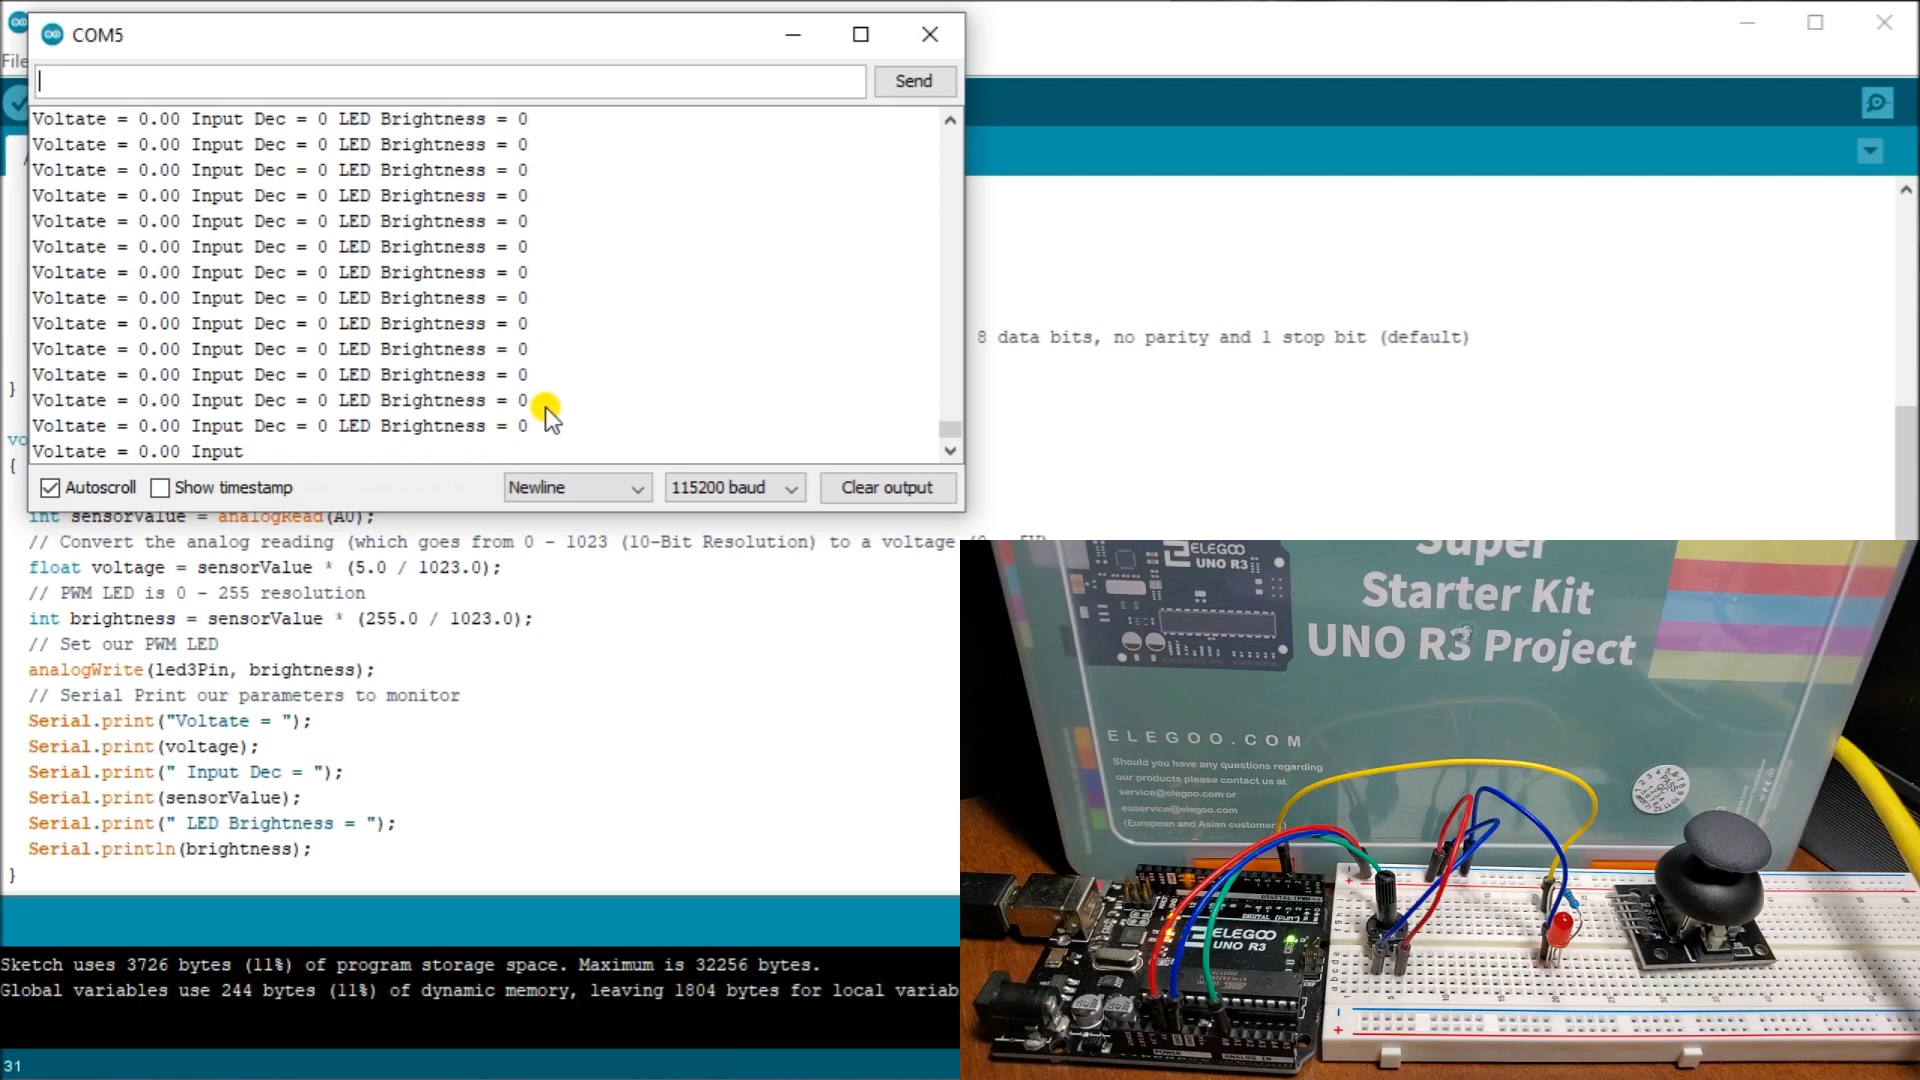 COM5
File
Send
Voltate = 0.00 Input Dec = 0 LED Brightness = 0
Voltate = 0.00 Input Dec = 0 LED Brightness = 0
Voltate = 0.00 Input Dec = 0 LED Brightness = 0
Voltate = 0.00 Input Dec = 0 LED Brightness = 0
Voltate = 0.00 Input Dec = 0 LED Brightness = 0
Voltate = 0.00 Input Dec = 0 LED Brightness = 0
Voltate = 0.00 Input Dec = 0 LED Brightness = 0
Voltate = 0.00 Input Dec = 0 LED Brightness = 0
Voltate = 0.00 Input Dec = 0 LED Brightness = 0
Voltate = 0.00 Input Dec = 0 LED Brightness = 0
Voltate = 0.00 Input Dec = 0 LED Brightness = 0
Voltate = 0.00 Input Dec = 0 LED Brightness = 0
Voltate = 0.00 Input Dec = 0 LED Brightness = 0
Voltate = 0.00 Input
Autoscroll Show timestamp Newline 115200 baud Clear output
8 data bits, no parity and 1 stop bit (default)
}
vo
{
int sensorValue = analogRead(A0);
// Convert the analog reading (which goes from 0 - 1023 (10-Bit Resolution) to a voltage
float voltage = sensorValue * (5.0 / 1023.0);
// PWM LED is 0 - 255 resolution
int brightness = sensorValue * (255.0 / 1023.0);
// Set our PWM LED
analogWrite(led3Pin, brightness);
// Serial Print our parameters to monitor
Serial.print("Voltate = ");
Serial.print(voltage);
Serial.print(" Input Dec = ");
Serial.print(sensorValue);
Serial.print(" LED Brightness = ");
Serial.println(brightness);
}
Sketch uses 3726 bytes (11%) of program storage space. Maximum is 32256 bytes.
Global variables use 244 bytes (11%) of dynamic memory, leaving 1804 bytes for local variab
31
ELEGOO
UNO R3
Super
Starter Kit
UNO R3 Project
ELEGOO.COM
Should you have any questions regarding
our products please contact us at
service@elegoo.com or
euservice@elegoo.com
(European and Asian customers)
DIGITAL (PWM~)
ELEGOO
UNO R3
POWER
ANALOG IN